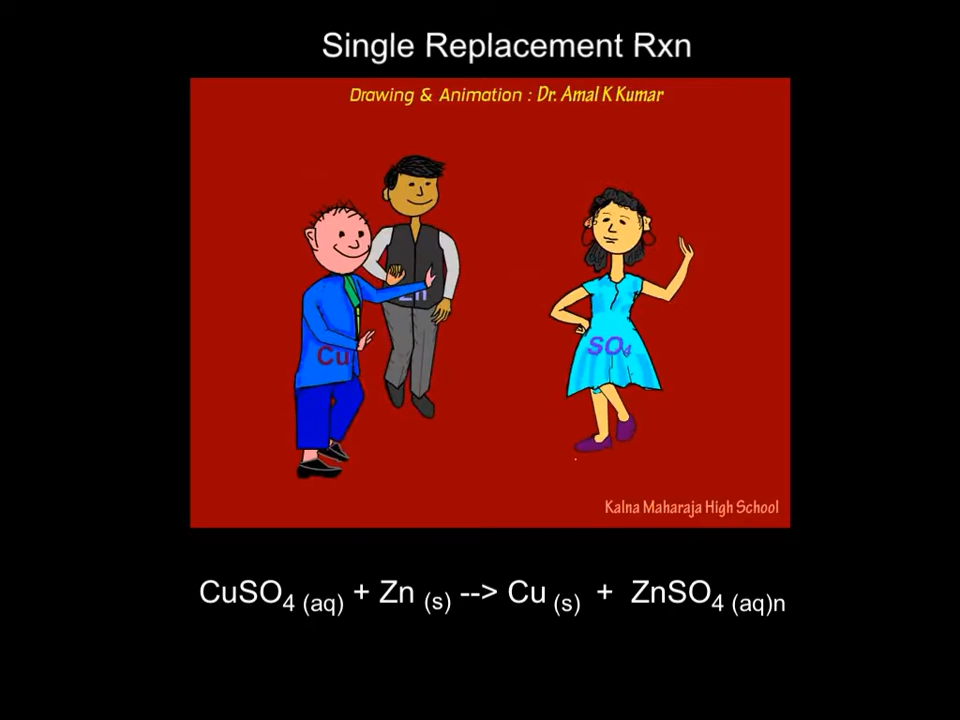 Single Replacement Rxn
Drawing & Animation : Dr. Amal K Kumar
Zn
Cu
SO₄
Kalna Maharaja High School
CuSO₄ (aq) + Zn (s) --> Cu (s) + ZnSO₄ (aq)n